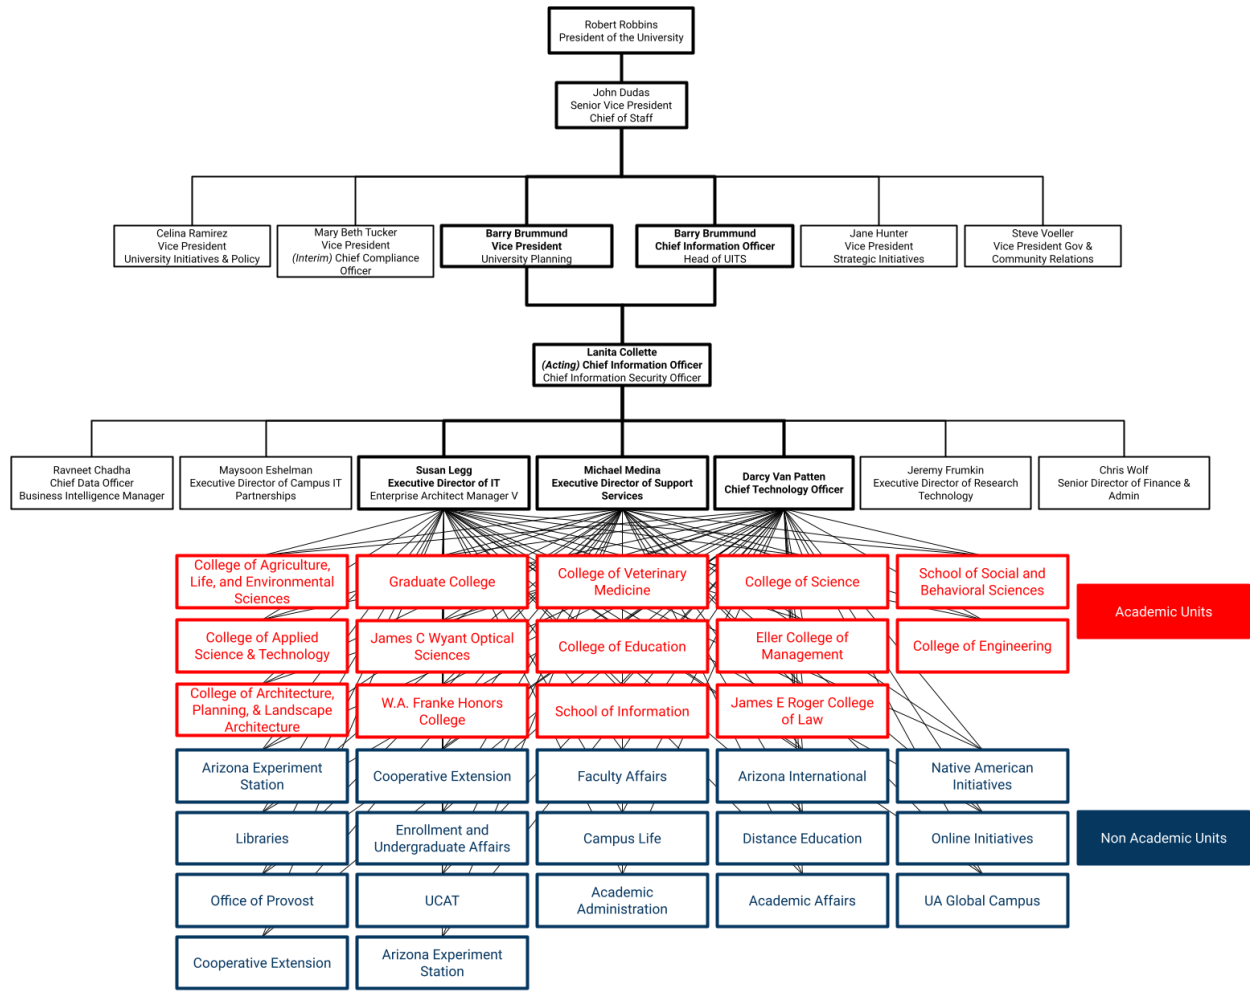 Robert Robbins
President of the University
John Dudas
Senior Vice President
Chief of Staff
Celina Ramirez
Vice President
University Initiatives & Policy
Mary Beth Tucker
Vice President
(Interim) Chief Compliance
Officer
Barry Brummund
Vice President
University Planning
Barry Brummund
Chief Information Officer
Head of UITS
Jane Hunter
Vice President
Strategic Initiatives
Steve Voeller
Vice President Gov &
Community Relations
Lanita Collette
(Acting) Chief Information Officer
Chief Information Security Officer
Ravneet Chadha
Chief Data Officer
Business Intelligence Manager
Maysoon Eshelman
Executive Director of Campus IT
Partnerships
Susan Legg
Executive Director of IT
Enterprise Architect Manager V
Michael Medina
Executive Director of Support
Services
Darcy Van Patten
Chief Technology Officer
Jeremy Frumkin
Executive Director of Research
Technology
Chris Wolf
Senior Director of Finance &
Admin
College of Agriculture,
Life, and Environmental
Sciences
Graduate College
College of Veterinary
Medicine
College of Science
School of Social and
Behavioral Sciences
Academic Units
College of Applied
Science & Technology
James C Wyant Optical
Sciences
College of Education
Eller College of
Management
College of Engineering
College of Architecture,
Planning, & Landscape
Architecture
W.A. Franke Honors
College
School of Information
James E Roger College
of Law
Arizona Experiment
Station
Cooperative Extension
Faculty Affairs
Arizona International
Native American
Initiatives
Libraries
Enrollment and
Undergraduate Affairs
Campus Life
Distance Education
Online Initiatives
Non Academic Units
Office of Provost
UCAT
Academic
Administration
Academic Affairs
UA Global Campus
Cooperative Extension
Arizona Experiment
Station